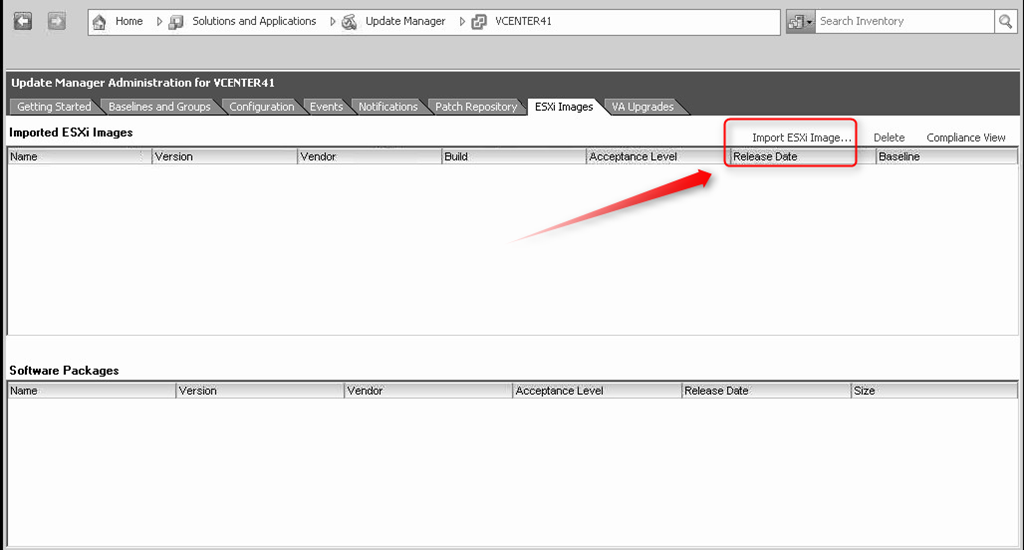 Home Solutions and Applications Update Manager VCENTER41 Search Inventory
Update Manager Administration for VCENTER41
Getting Started Baselines and Groups Configuration Events Notifications Patch Repository ESXi Images VA Upgrades
Imported ESXi Images Import ESXi Image... Delete Compliance View
Name Version Vendor Build Acceptance Level Release Date Baseline
Software Packages
Name Version Vendor Acceptance Level Release Date Size